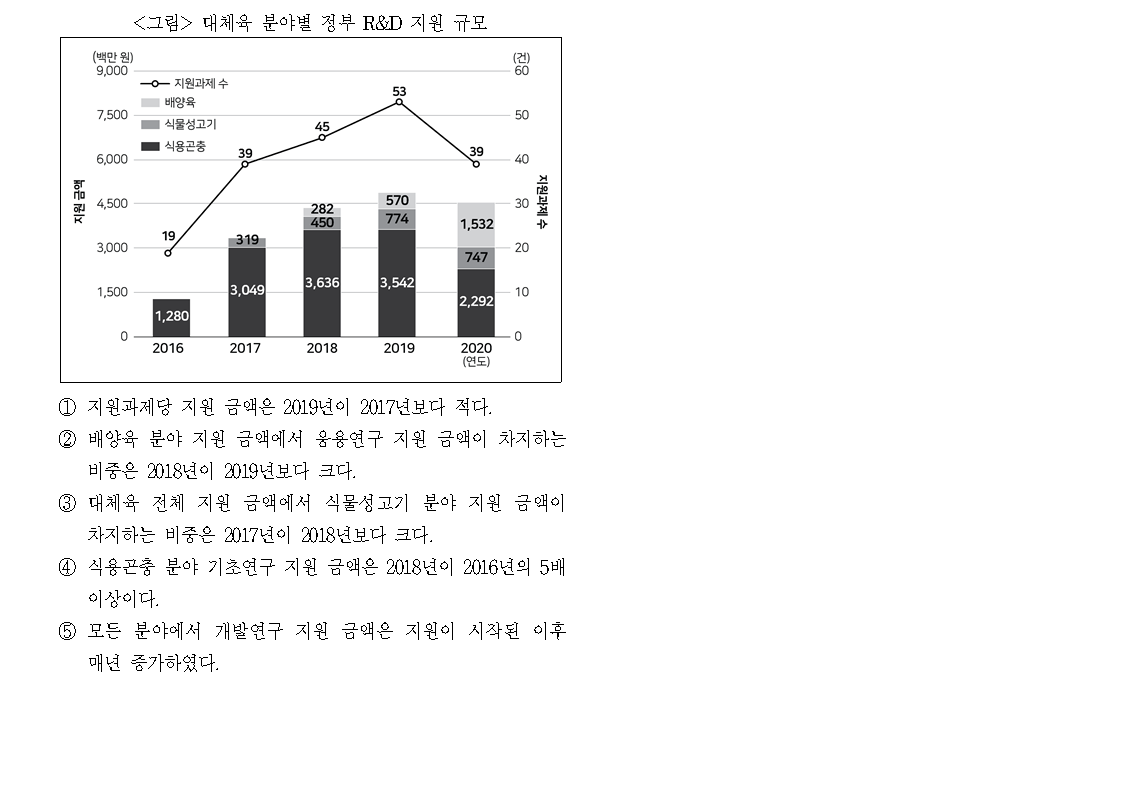 <그림> 대체육 분야별 정부 R&D 지원 규모
(백만 원) (건)
9,000 60
지원과제 수
53
배양육
7,500 50
식물성고기
45
식용곤충
39 39
6,000 40
지원 금액 지원과제 수
4,500 30
19
282 570
450 774 1,532
319
3,000 20
747
3,049 3,636 3,542
2,292
1,500 10
1,280
0 0
2016 2017 2018 2019 2020
(연도)
① 지원과제당 지원 금액은 2019년이 2017년보다 적다.
② 배양육 분야 지원 금액에서 응용연구 지원 금액이 차지하는
비중은 2018년이 2019년보다 크다.
③ 대체육 전체 지원 금액에서 식물성고기 분야 지원 금액이
차지하는 비중은 2017년이 2018년보다 크다.
④ 식용곤충 분야 기초연구 지원 금액은 2018년이 2016년의 5배
이상이다.
⑤ 모든 분야에서 개발연구 지원 금액은 지원이 시작된 이후
매년 증가하였다.